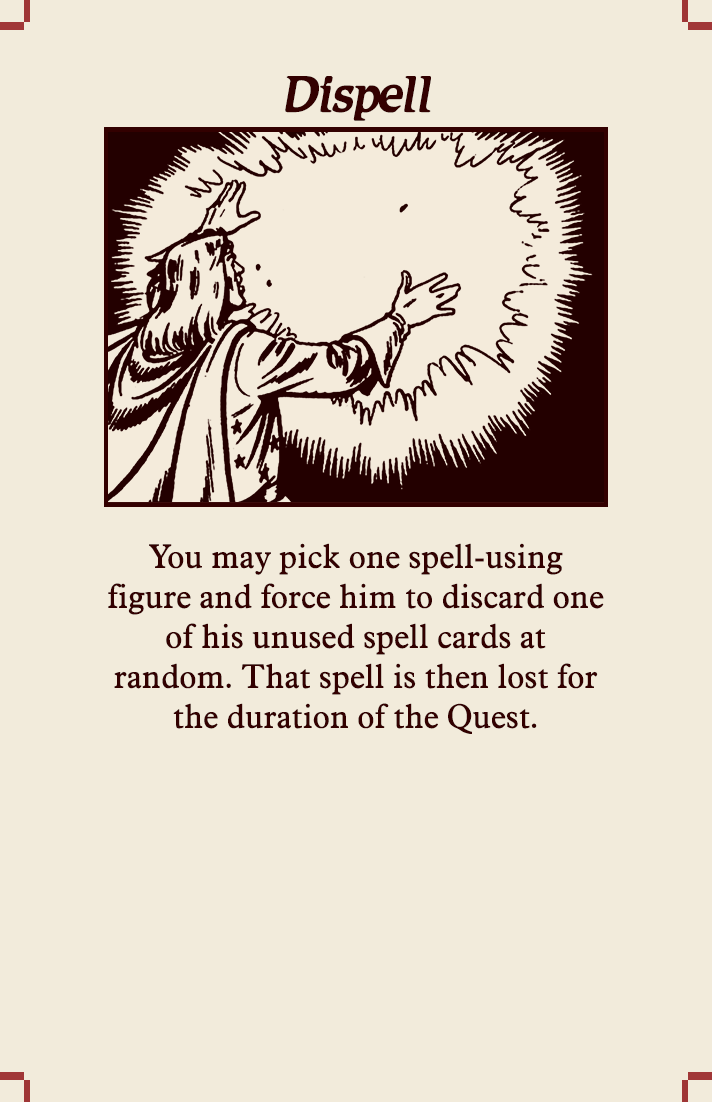 Dispell
You may pick one spell-using
figure and force him to discard one
of his unused spell cards at
random. That spell is then lost for
the duration of the Quest.